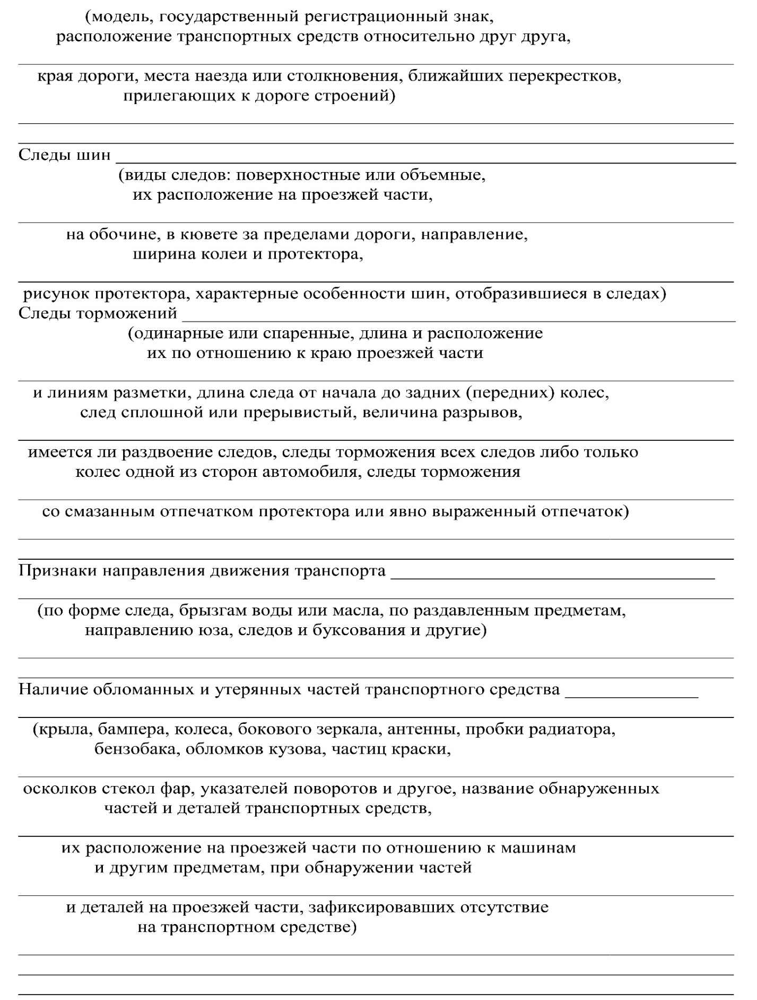 (модель, государственный регистрационный знак,
расположение транспортных средств относительно друг друга,
края дороги, места наезда или столкновения, ближайших перекрестков,
прилегающих к дороге строений)
Следы шин
(виды следов: поверхностные или объемные,
их расположение на проезжей части,
на обочине, в кювете за пределами дороги, направление,
ширина колеи и протектора,
рисунок протектора, характерные особенности шин, отобразившиеся в следах)
Следы торможений
(одинарные или спаренные, длина и расположение
их по отношению к краю проезжей части
и линиям разметки, длина следа от начала до задних (передних) колес,
след сплошной или прерывистый, величина разрывов,
имеется ли раздвоение следов, следы торможения всех следов либо только
колес одной из сторон автомобиля, следы торможения
со смазанным отпечатком протектора или явно выраженный отпечаток)
Признаки направления движения транспорта
(по форме следа, брызгам воды или масла, по раздавленным предметам,
направлению юза, следов и буксования и другие)
Наличие обломанных и утерянных частей транспортного средства
(крыла, бампера, колеса, бокового зеркала, антенны, пробки радиатора,
бензобака, обломков кузова, частиц краски,
осколков стекол фар, указателей поворотов и другое, название обнаруженных
частей и деталей транспортных средств,
их расположение на проезжей части по отношению к машинам
и другим предметам, при обнаружении частей
и деталей на проезжей части, зафиксировавших отсутствие
на транспортном средстве)